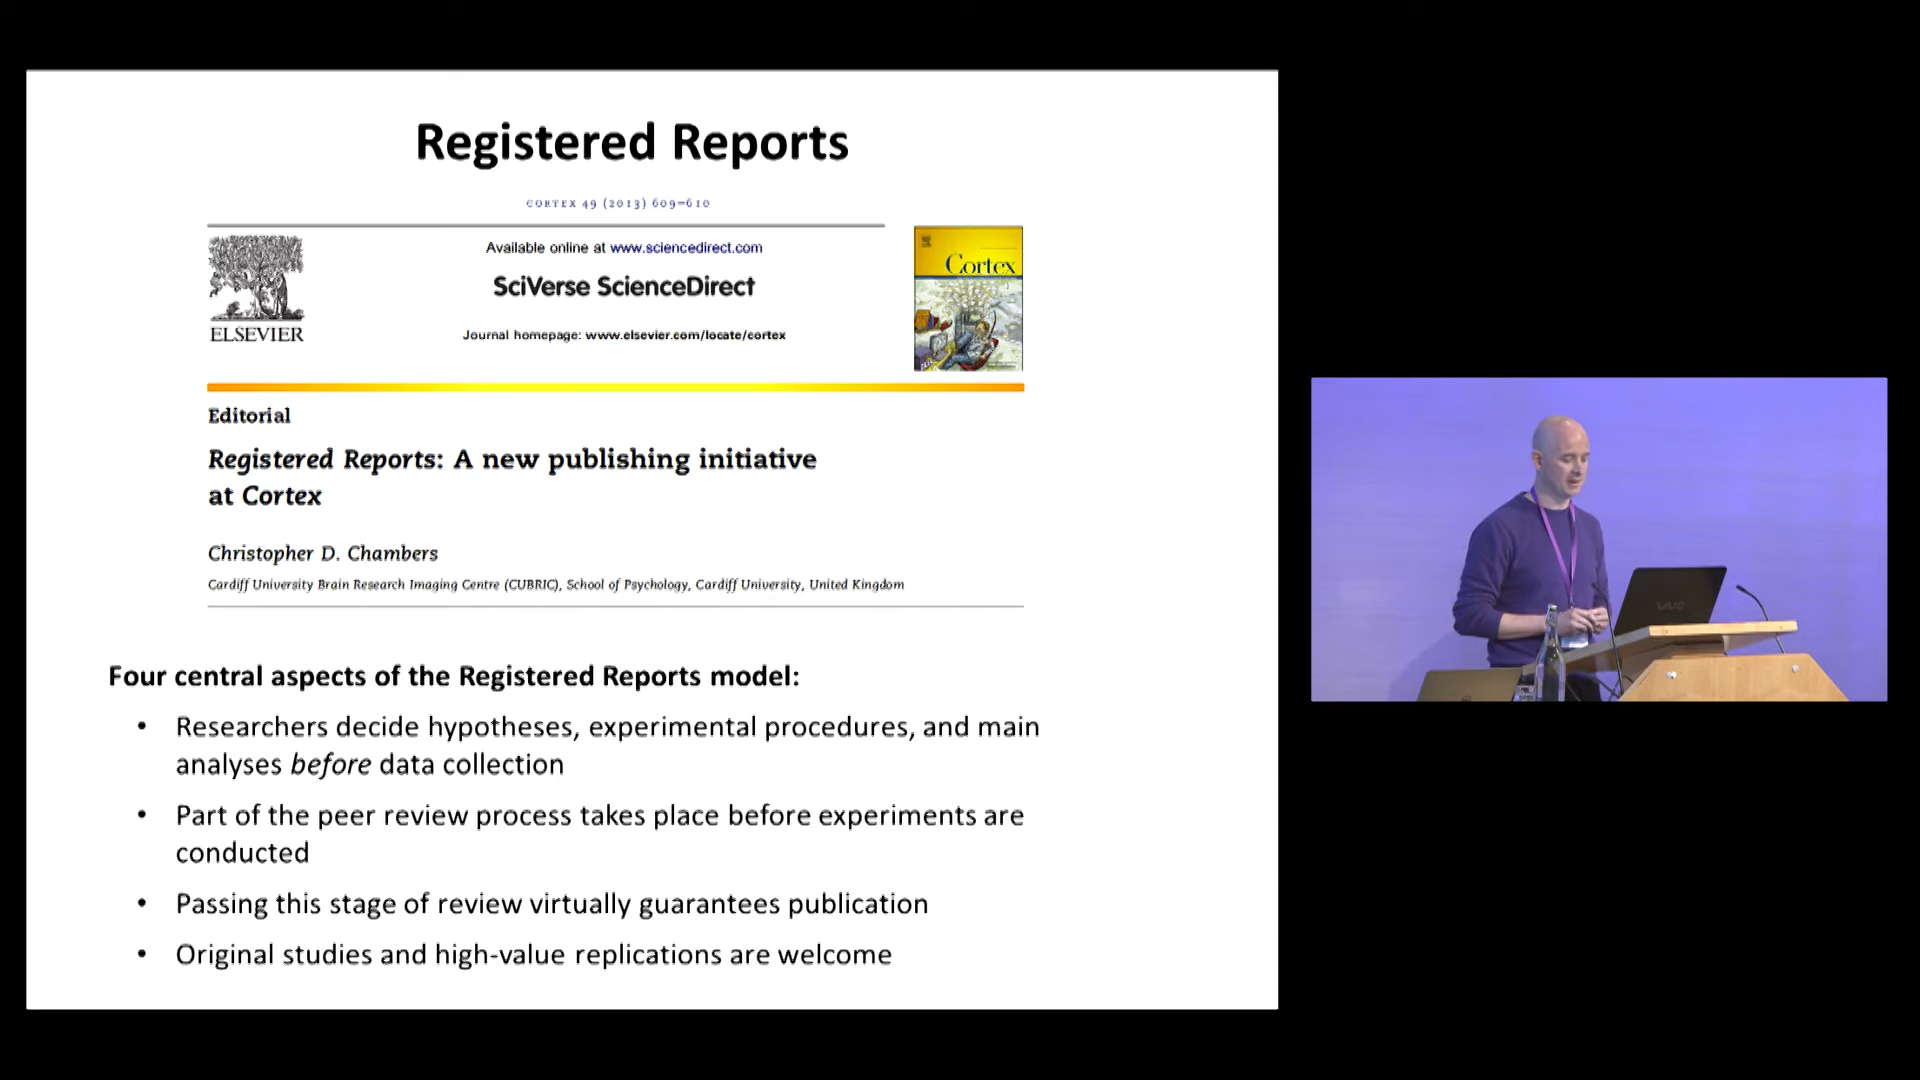 Registered Reports
CORTEX 49 (2013) 609–610
Available online at www.sciencedirect.com
SciVerse ScienceDirect
Journal homepage: www.elsevier.com/locate/cortex
ELSEVIER
Cortex
Editorial
Registered Reports: A new publishing initiative
at Cortex
Christopher D. Chambers
Cardiff University Brain Research Imaging Centre (CUBRIC), School of Psychology, Cardiff University, United Kingdom
Four central aspects of the Registered Reports model:
• Researchers decide hypotheses, experimental procedures, and main
analyses before data collection
• Part of the peer review process takes place before experiments are
conducted
• Passing this stage of review virtually guarantees publication
• Original studies and high-value replications are welcome
VAIO